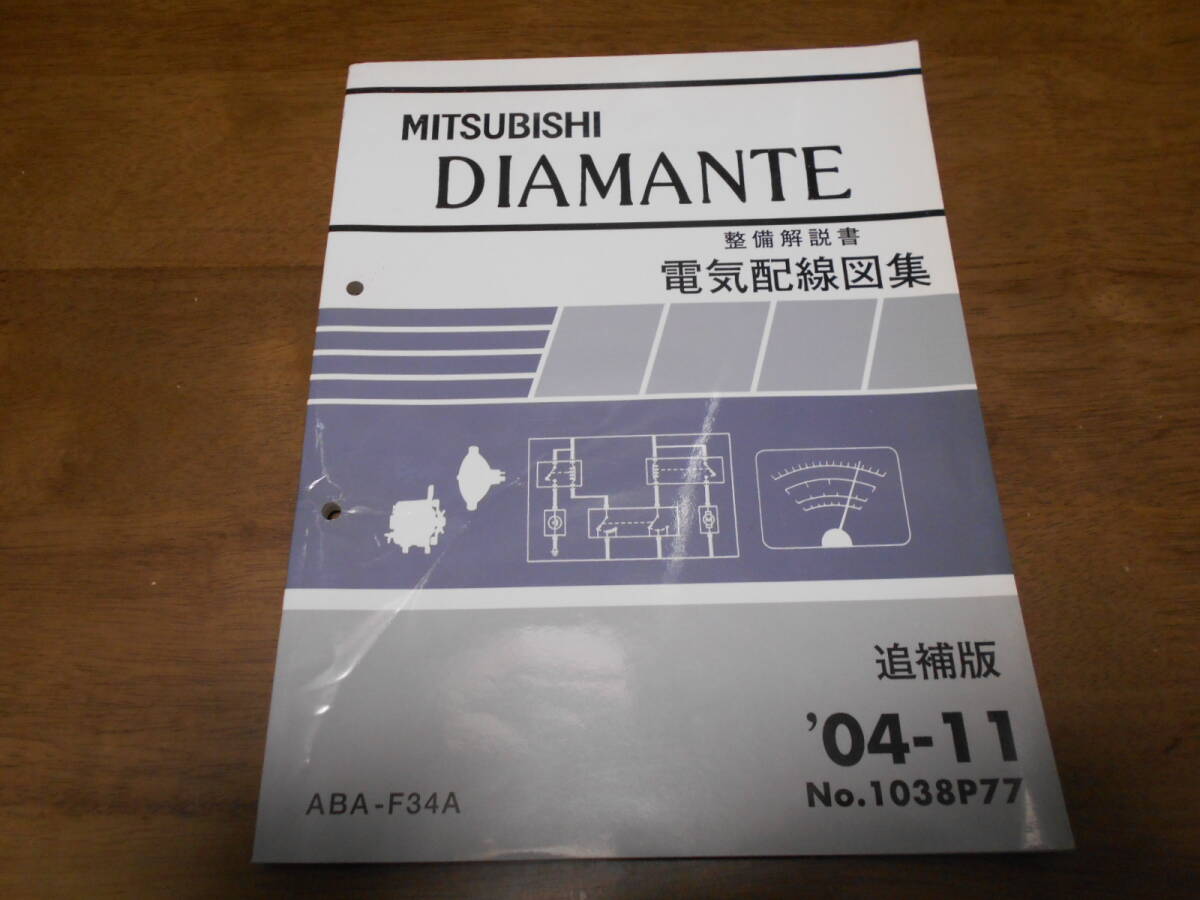 MITSUBISHI
DIAMANTE
整備解説書
電気配線図集
追補版
'04-11
No.1038P77
ABA-F34A